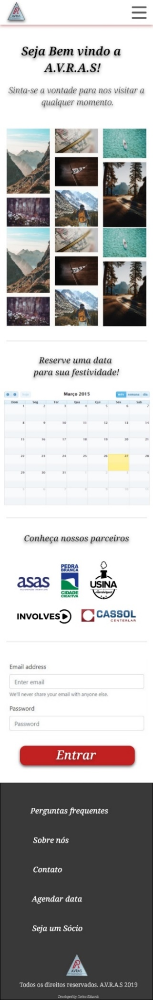 AVRAS
Seja Bem vindo a
A.V.R.A.S!
Sinta-se a vontade para nos visitar a
qualquer momento.
Reserve uma data
para sua festividade!
hoje Março 2015 mês semana dia
Dom Seg Ter Qua Qui Sex Sab
1 2 3 4 5 6 7
8 9 10 11 12 13 14
15 16 17 18 19 20 21
22 23 24 25 26 27 28
29 30 31 1 2 3 4
5 6 7 8 9 10 11
Conheça nossos parceiros
asas
PEDRA
BRANCA
CIDADE
CRIATIVA
USINA
Hamburguer
INVOLVES
CASSOL
CENTERLAR
Email address
Enter email
We'll never share your email with anyone else.
Password
Password
Entrar
Perguntas frequentes
Sobre nós
Contato
Agendar data
Seja um Sócio
AVRAS
Todos os direitos reservados. A.V.R.A.S 2019
Developed by Carlos Eduardo